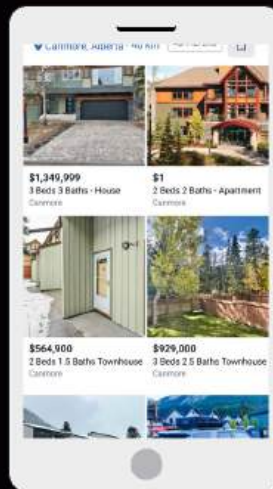 Canmore, Alberta · 40 km
$1,349,999
3 Beds 3 Baths - House
Canmore
$1
2 Beds 2 Baths - Apartment
Canmore
$564,900
2 Beds 1.5 Baths Townhouse
Canmore
$929,000
3 Beds 2.5 Baths Townhouse
Canmore